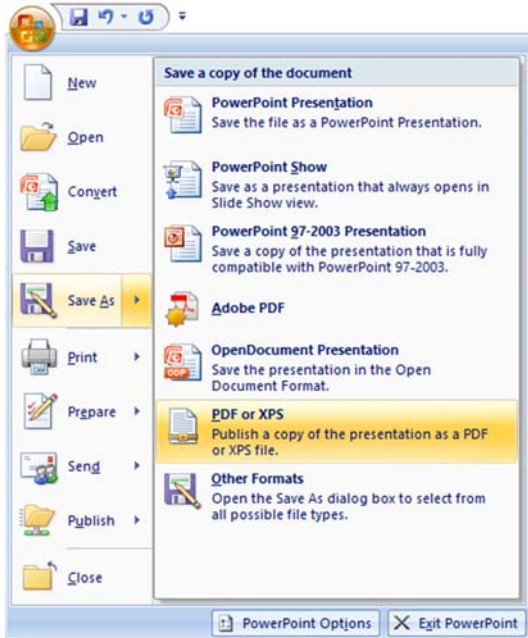 New
Open
Convert
Save
Save As
Print
Prepare
Send
Publish
Close
Save a copy of the document
PowerPoint Presentation
Save the file as a PowerPoint Presentation.
PowerPoint Show
Save as a presentation that always opens in
Slide Show view.
PowerPoint 97-2003 Presentation
Save a copy of the presentation that is fully
compatible with PowerPoint 97-2003.
Adobe PDF
OpenDocument Presentation
Save the presentation in the Open
Document Format.
ODP
PDF or XPS
Publish a copy of the presentation as a PDF
or XPS file.
Other Formats
Open the Save As dialog box to select from
all possible file types.
PowerPoint Options
Exit PowerPoint